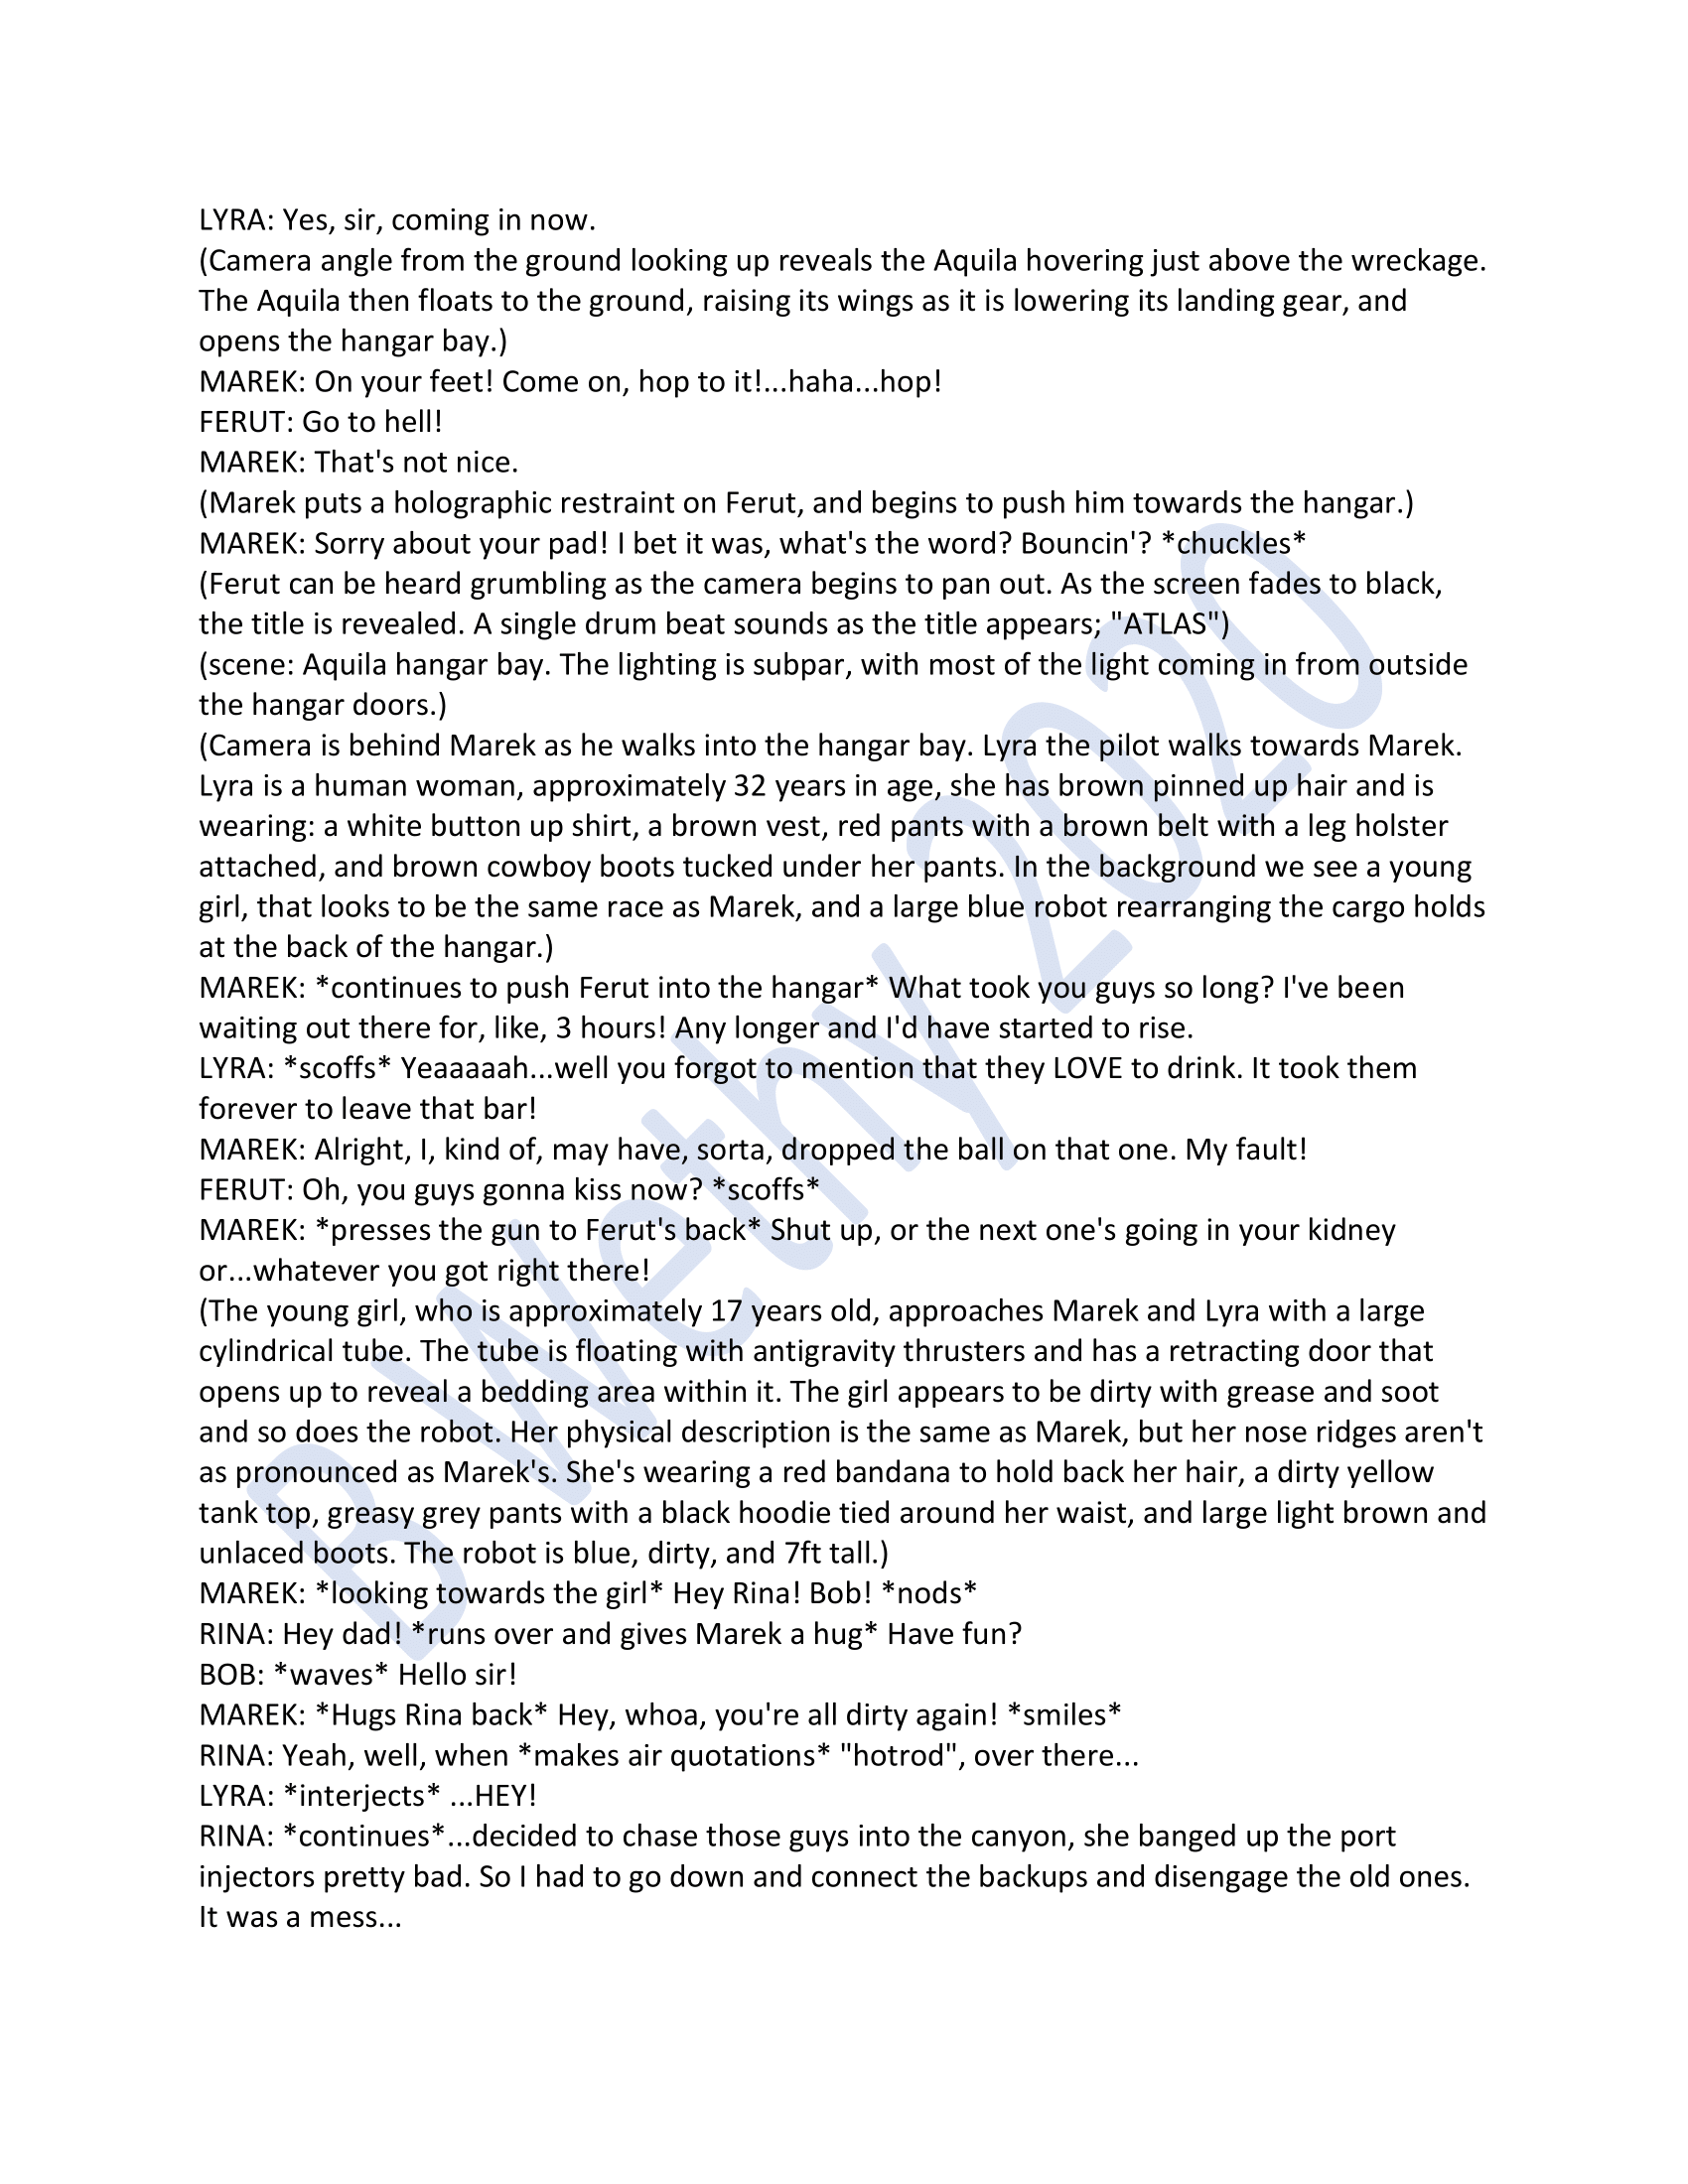 LYRA: Yes, sir, coming in now.
(Camera angle from the ground looking up reveals the Aquila hovering just above the wreckage.
The Aquila then floats to the ground, raising its wings as it is lowering its landing gear, and
opens the hangar bay.)
MAREK: On your feet! Come on, hop to it!...haha...hop!
FERUT: Go to hell!
MAREK: That's not nice.
(Marek puts a holographic restraint on Ferut, and begins to push him towards the hangar.)
MAREK: Sorry about your pad! I bet it was, what's the word? Bouncin'? *chuckles*
(Ferut can be heard grumbling as the camera begins to pan out. As the screen fades to black,
the title is revealed. A single drum beat sounds as the title appears; "ATLAS")
(scene: Aquila hangar bay. The lighting is subpar, with most of the light coming in from outside
the hangar doors.)
(Camera is behind Marek as he walks into the hangar bay. Lyra the pilot walks towards Marek.
Lyra is a human woman, approximately 32 years in age, she has brown pinned up hair and is
wearing: a white button up shirt, a brown vest, red pants with a brown belt with a leg holster
attached, and brown cowboy boots tucked under her pants. In the background we see a young
girl, that looks to be the same race as Marek, and a large blue robot rearranging the cargo holds
at the back of the hangar.)
MAREK: *continues to push Ferut into the hangar* What took you guys so long? I've been
waiting out there for, like, 3 hours! Any longer and I'd have started to rise.
LYRA: *scoffs* Yeaaaaah...well you forgot to mention that they LOVE to drink. It took them
forever to leave that bar!
MAREK: Alright, I, kind of, may have, sorta, dropped the ball on that one. My fault!
FERUT: Oh, you guys gonna kiss now? *scoffs*
MAREK: *presses the gun to Ferut's back* Shut up, or the next one's going in your kidney
or...whatever you got right there!
(The young girl, who is approximately 17 years old, approaches Marek and Lyra with a large
cylindrical tube. The tube is floating with antigravity thrusters and has a retracting door that
opens up to reveal a bedding area within it. The girl appears to be dirty with grease and soot
and so does the robot. Her physical description is the same as Marek, but her nose ridges aren't
as pronounced as Marek's. She's wearing a red bandana to hold back her hair, a dirty yellow
tank top, greasy grey pants with a black hoodie tied around her waist, and large light brown and
unlaced boots. The robot is blue, dirty, and 7ft tall.)
MAREK: *looking towards the girl* Hey Rina! Bob! *nods*
RINA: Hey dad! *runs over and gives Marek a hug* Have fun?
BOB: *waves* Hello sir!
MAREK: *Hugs Rina back* Hey, whoa, you're all dirty again! *smiles*
RINA: Yeah, well, when *makes air quotations* "hotrod", over there...
LYRA: *interjects* ...HEY!
RINA: *continues*...decided to chase those guys into the canyon, she banged up the port
injectors pretty bad. So I had to go down and connect the backups and disengage the old ones.
It was a mess...
B Wethy 2020